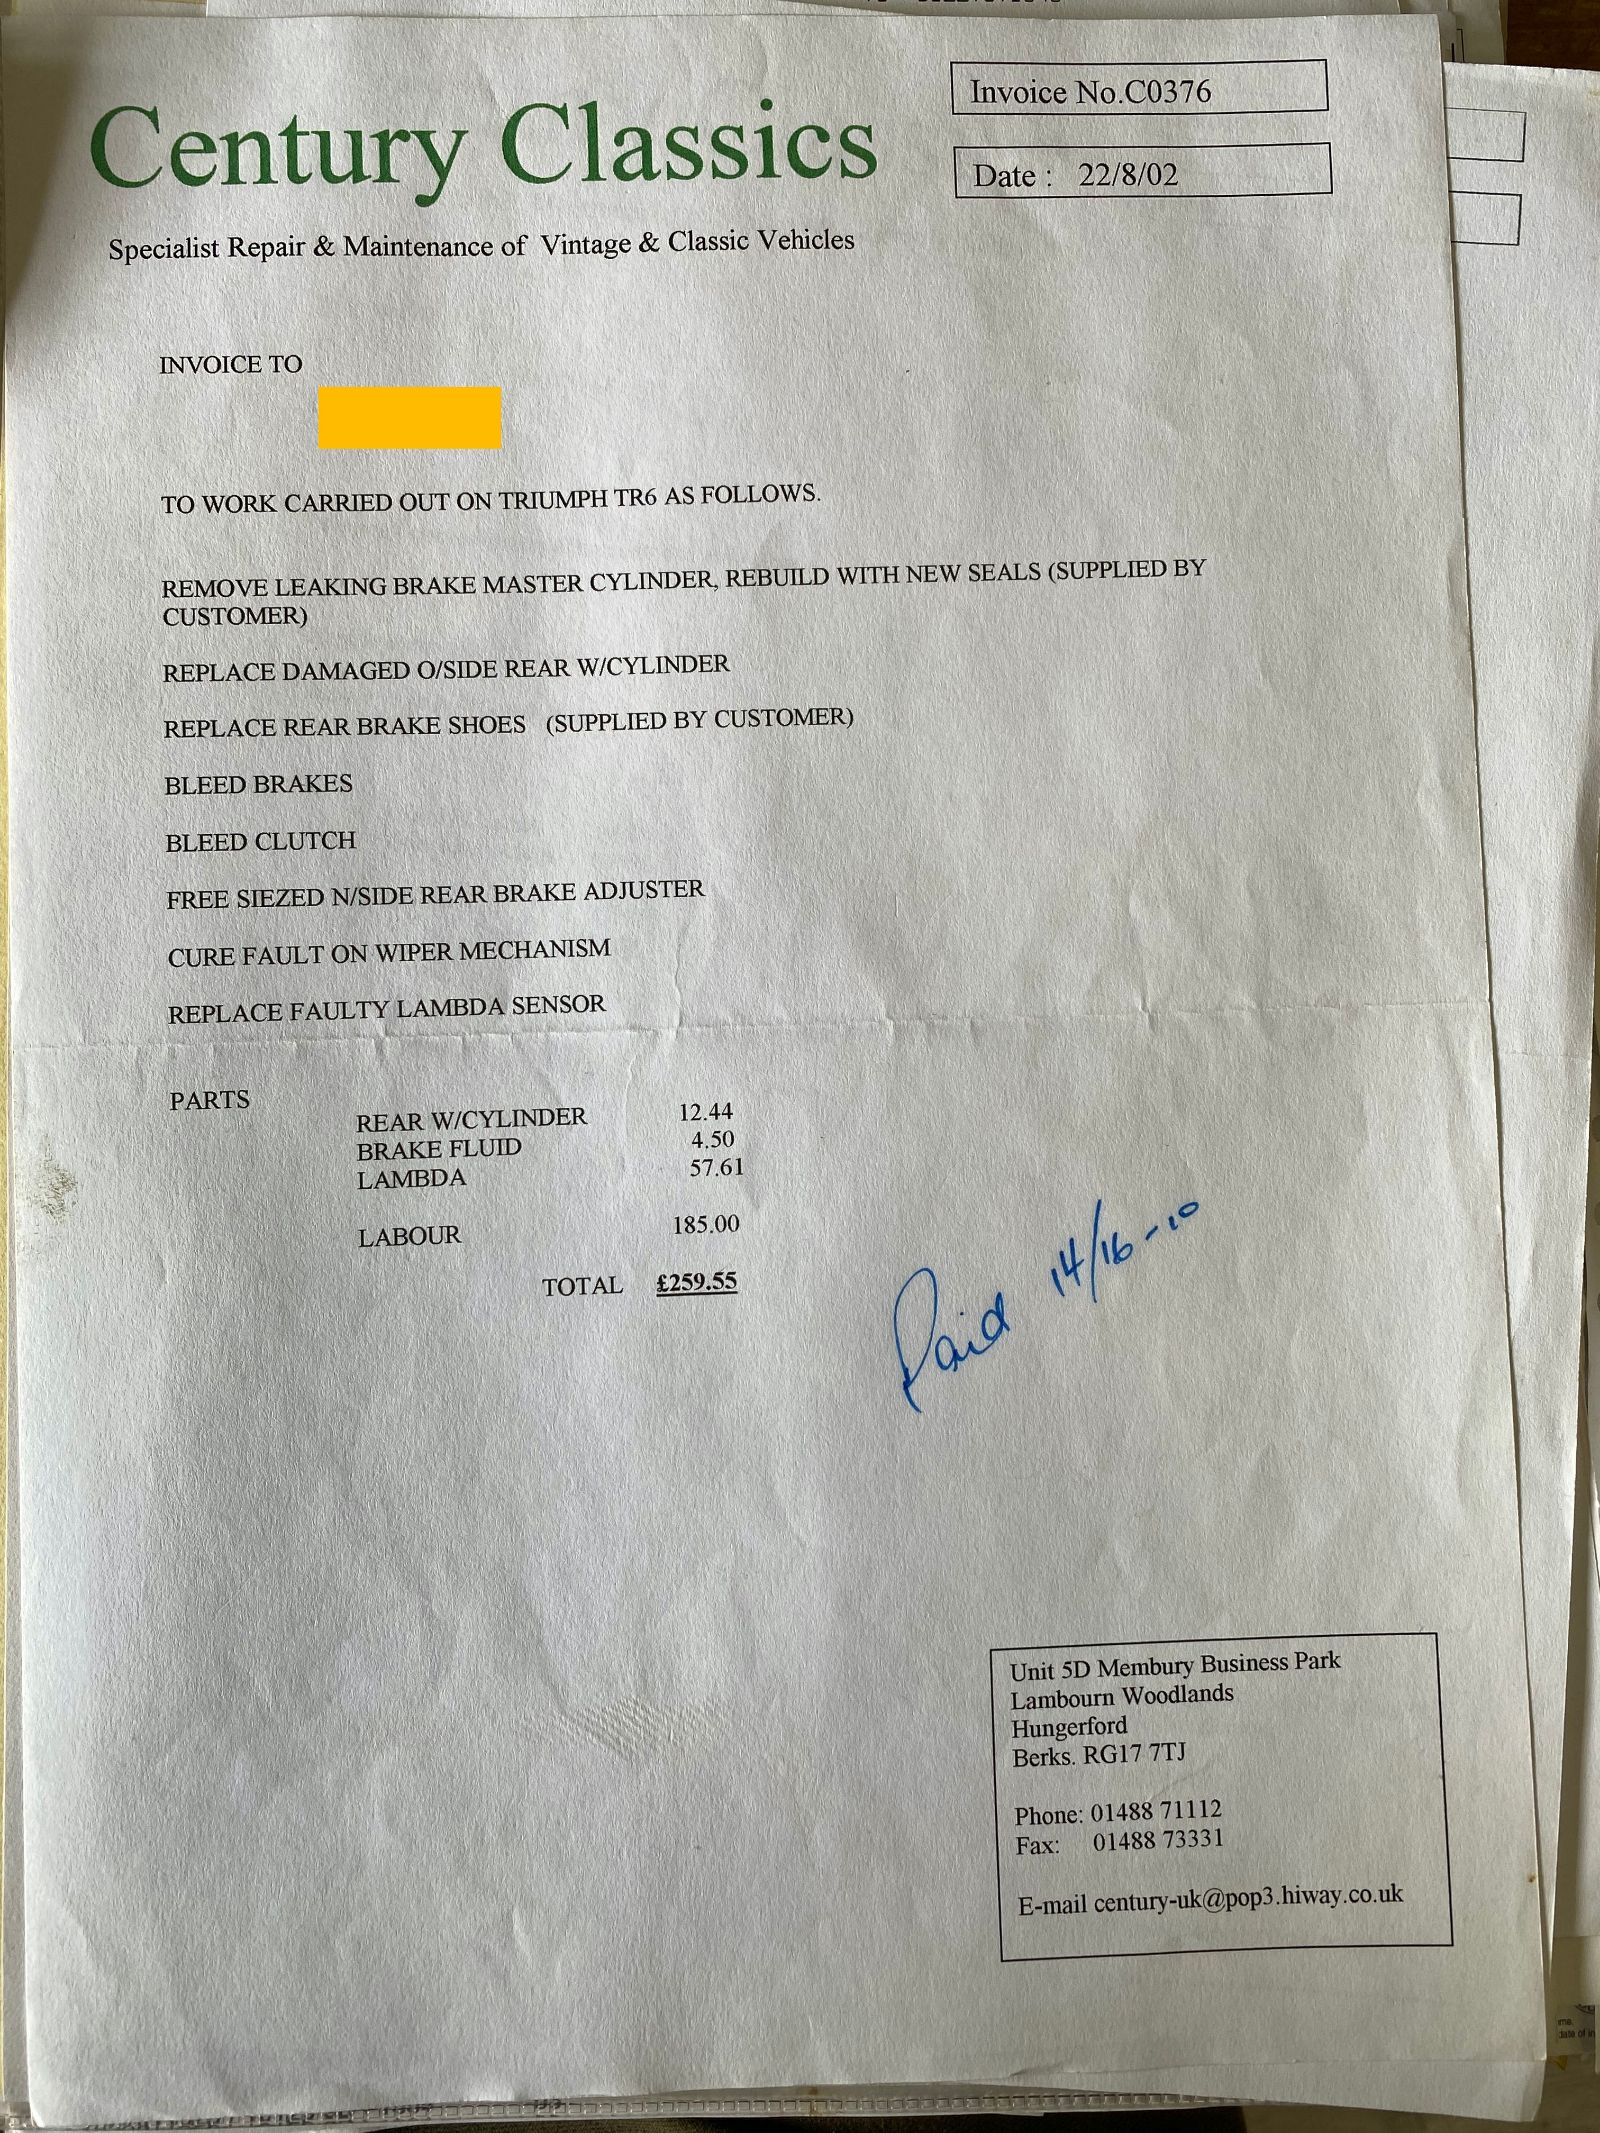 Century Classics
Specialist Repair & Maintenance of Vintage & Classic Vehicles
Invoice No.C0376
Date : 22/8/02
INVOICE TO
TO WORK CARRIED OUT ON TRIUMPH TR6 AS FOLLOWS.
REMOVE LEAKING BRAKE MASTER CYLINDER, REBUILD WITH NEW SEALS (SUPPLIED BY
CUSTOMER)
REPLACE DAMAGED O/SIDE REAR W/CYLINDER
REPLACE REAR BRAKE SHOES (SUPPLIED BY CUSTOMER)
BLEED BRAKES
BLEED CLUTCH
FREE SIEZED N/SIDE REAR BRAKE ADJUSTER
CURE FAULT ON WIPER MECHANISM
REPLACE FAULTY LAMBDA SENSOR
PARTS
REAR W/CYLINDER 12.44
BRAKE FLUID 4.50
LAMBDA 57.61
LABOUR 185.00
TOTAL £259.55
Paid 14/16-10
Unit 5D Membury Business Park
Lambourn Woodlands
Hungerford
Berks. RG17 7TJ
Phone: 01488 71112
Fax: 01488 73331
E-mail century-uk@pop3.hiway.co.uk
date of in